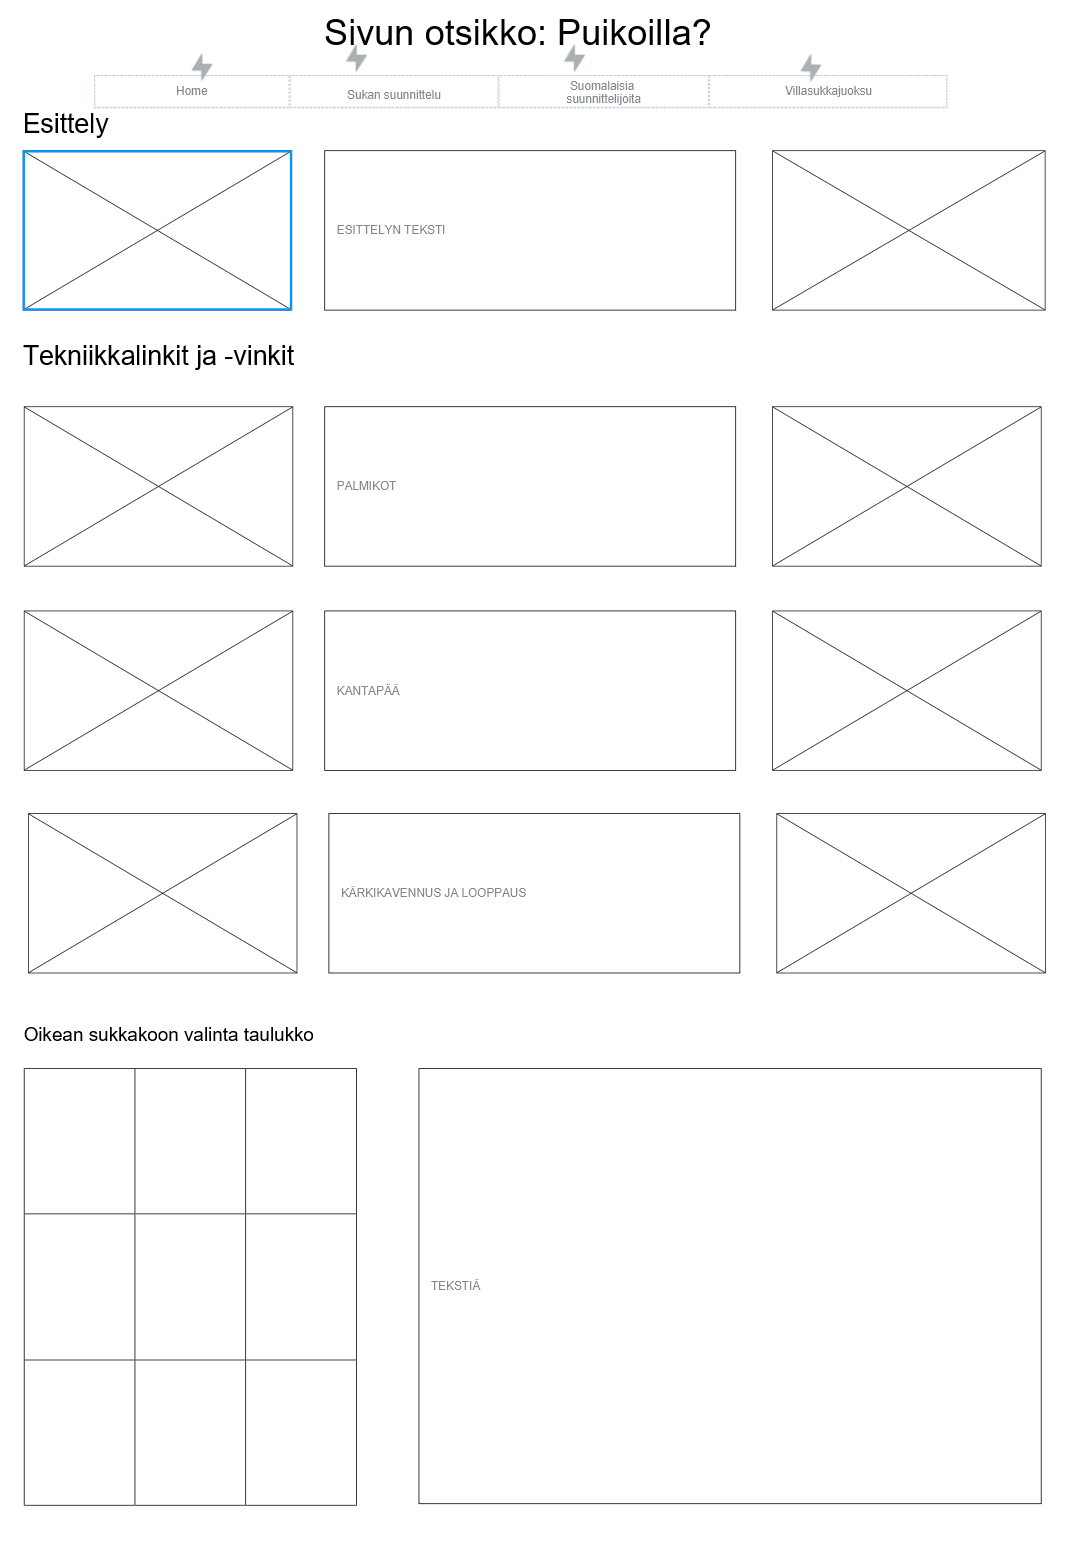 Sivun otsikko: Puikoilla?
Home
Sukan suunnittelu
Suomalaisia
suunnittelijoita
Villasukkajuoksu
Esittely
ESITTELYN TEKSTI
Tekniikkalinkit ja -vinkit
PALMIKOT
KANTAPÄÄ
KÄRKIKAVENNUS JA LOOPPAUS
Oikean sukkakoon valinta taulukko
TEKSTIÄ